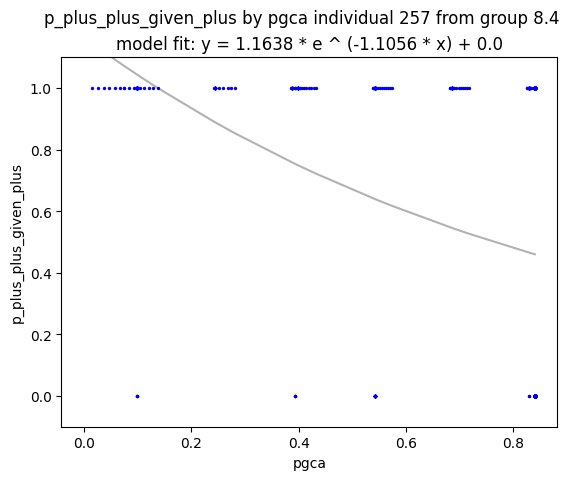 p_plus_plus_given_plus by pgca individual 257 from group 8.4
model fit: y = 1.1638 * e ^ (-1.1056 * x) + 0.0
p_plus_plus_given_plus
1.0
0.8
0.6
0.4
0.2
0.0
0.0 0.2 0.4 0.6 0.8
pgca